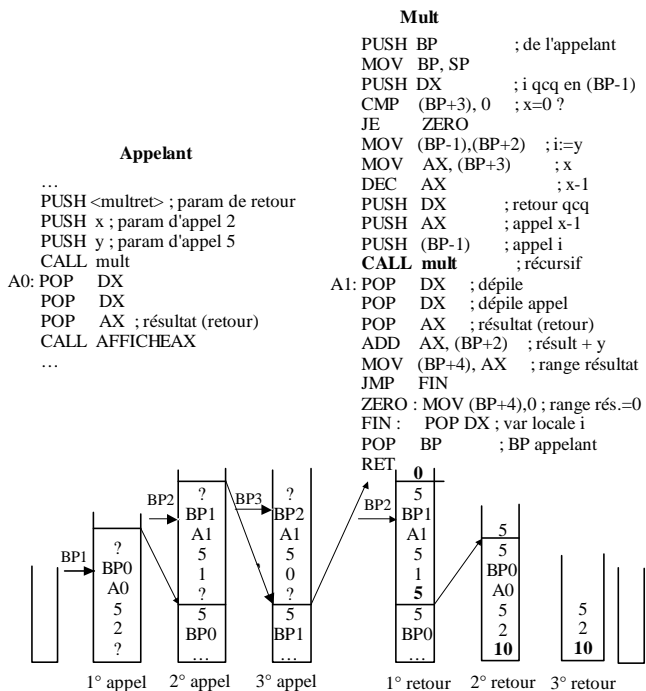 Mult
PUSH BP ; de l'appelant
MOV BP, SP
PUSH DX ; i qcq en (BP-1)
CMP (BP+3), 0 ; x=0 ?
JE ZERO
MOV (BP-1),(BP+2) ; i:=y
MOV AX, (BP+3) ; x
DEC AX ; x-1
PUSH DX ; retour qcq
PUSH AX ; appel x-1
PUSH (BP-1) ; appel i
CALL mult ; récursif
A1: POP DX ; dépile
POP DX ; dépile appel
POP AX ; résultat (retour)
ADD AX, (BP+2) ; résult + y
MOV (BP+4), AX ; range résultat
JMP FIN
ZERO : MOV (BP+4),0 ; range rés.=0
FIN : POP DX ; var locale i
POP BP ; BP appelant
RET
Appelant
…
PUSH <multret> ; param de retour
PUSH x ; param d'appel 2
PUSH y ; param d'appel 5
CALL mult
A0: POP DX
POP DX
POP AX ; résultat (retour)
CALL AFFICHEAX
…
BP1
?
BP0
A0
5
2
?
1° appel
BP2
?
BP1
A1
5
1
?
5
BP0
…
2° appel
BP3
?
BP2
A1
5
0
?
5
BP1
…
3° appel
BP2
0
5
BP1
A1
5
1
5
5
BP0
…
1° retour
5
5
BP0
A0
5
2
10
2° retour
5
2
10
3° retour